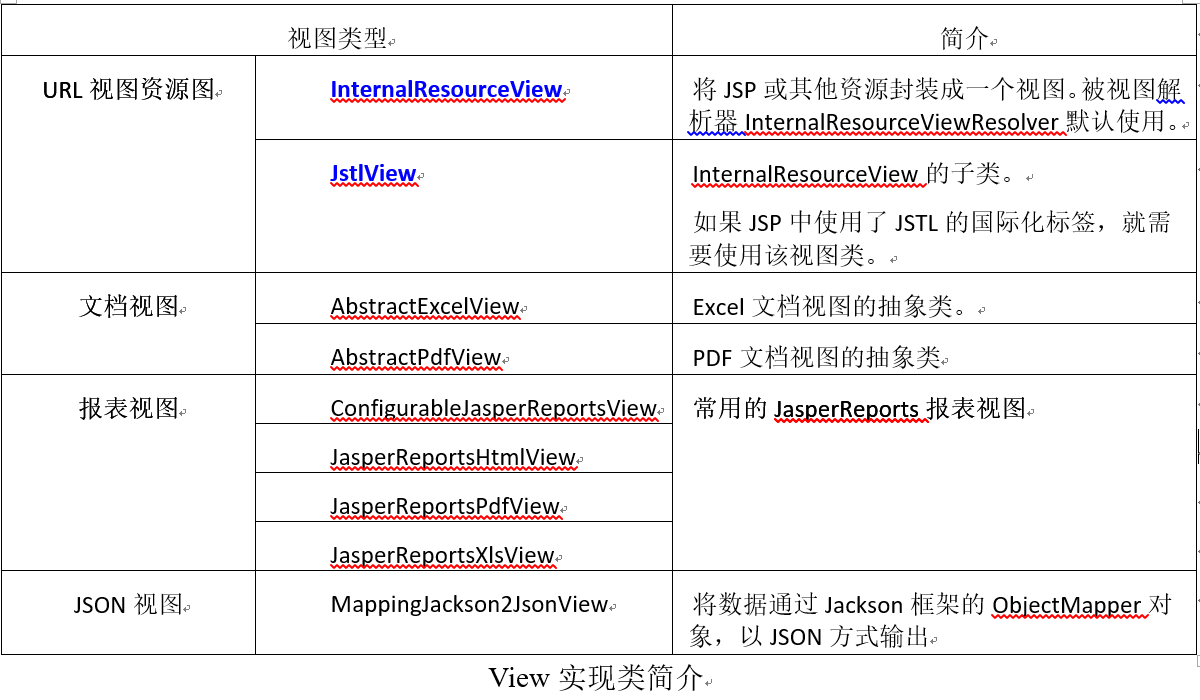 视图类型 简介
URL 视图资源图 InternalResourceView 将 JSP 或其他资源封装成一个视图。被视图解
析器 InternalResourceViewResolver 默认使用。
JstlView InternalResourceView 的子类。
如果 JSP 中使用了 JSTL 的国际化标签，就需
要使用该视图类。
文档视图 AbstractExcelView Excel 文档视图的抽象类。
AbstractPdfView PDF 文档视图的抽象类
报表视图 ConfigurableJasperReportsView 常用的 JasperReports 报表视图
JasperReportsHtmlView
JasperReportsPdfView
JasperReportsXlsView
JSON 视图 MappingJackson2JsonView 将数据通过 Jackson 框架的 ObjectMapper 对
象，以 JSON 方式输出
View 实现类简介